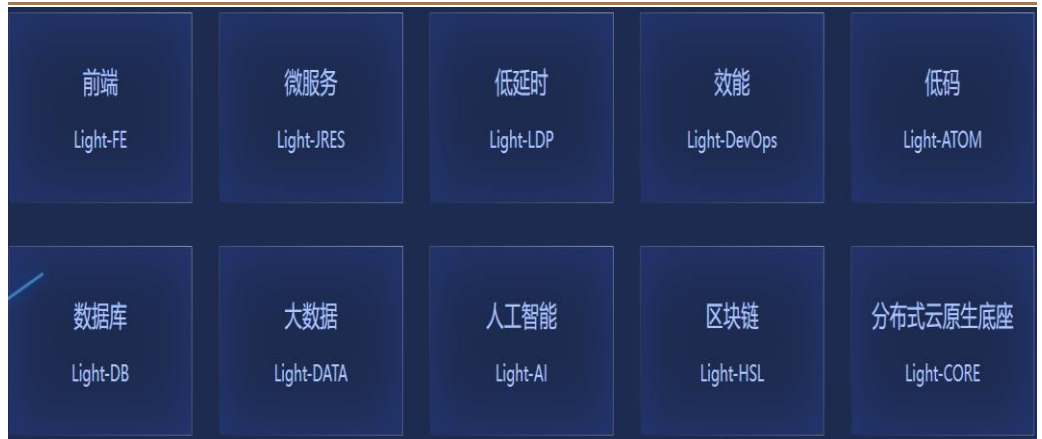 前端
Light-FE
微服务
Light-JRES
低延时
Light-LDP
效能
Light-DevOps
低码
Light-ATOM
数据库
Light-DB
大数据
Light-DATA
人工智能
Light-AI
区块链
Light-HSL
分布式云原生底座
Light-CORE